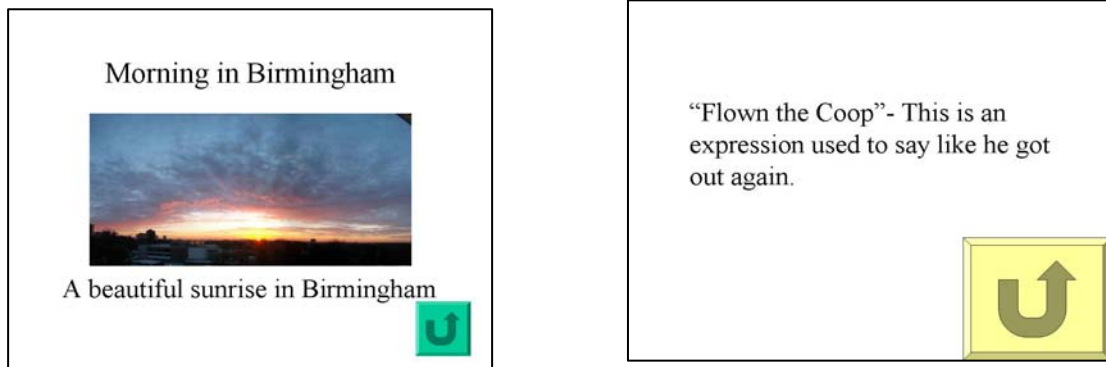 Morning in Birmingham
A beautiful sunrise in Birmingham
“Flown the Coop”- This is an
expression used to say like he got
out again.